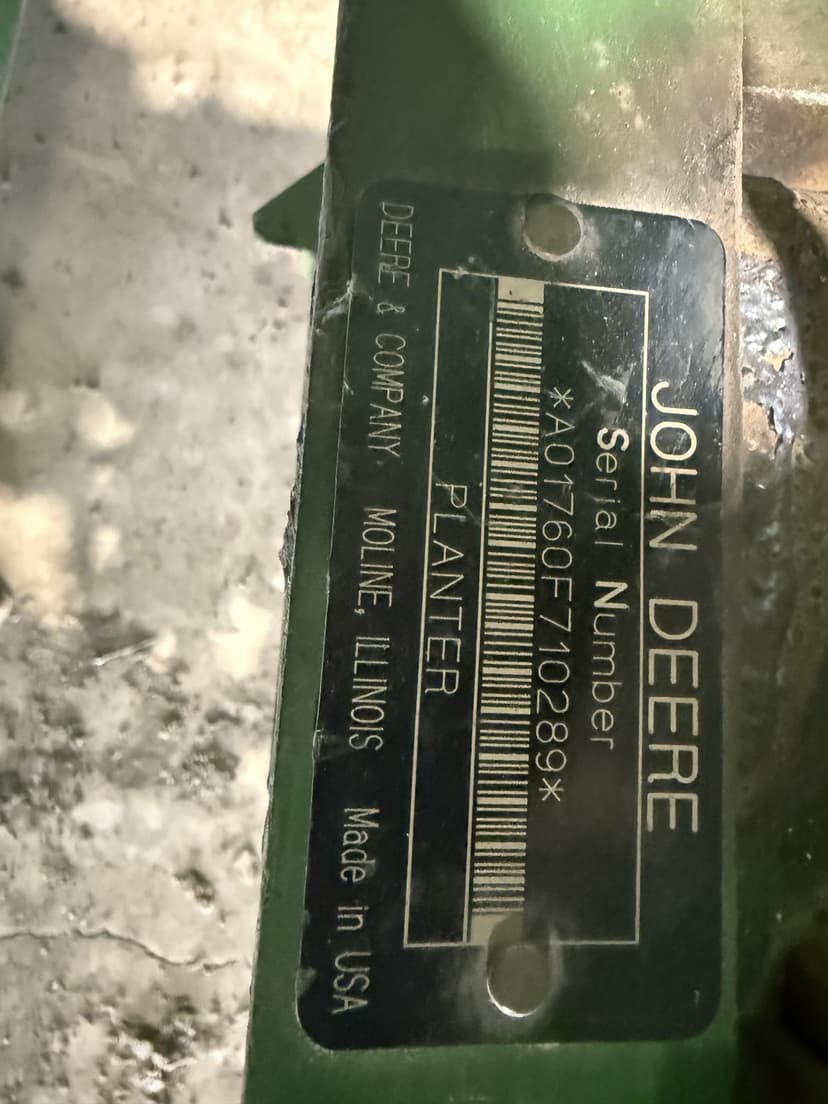 JOHN DEERE
Serial Number
*A01760F710289*
PLANTER
DEERE & COMPANY MOLINE, ILLINOIS Made in USA